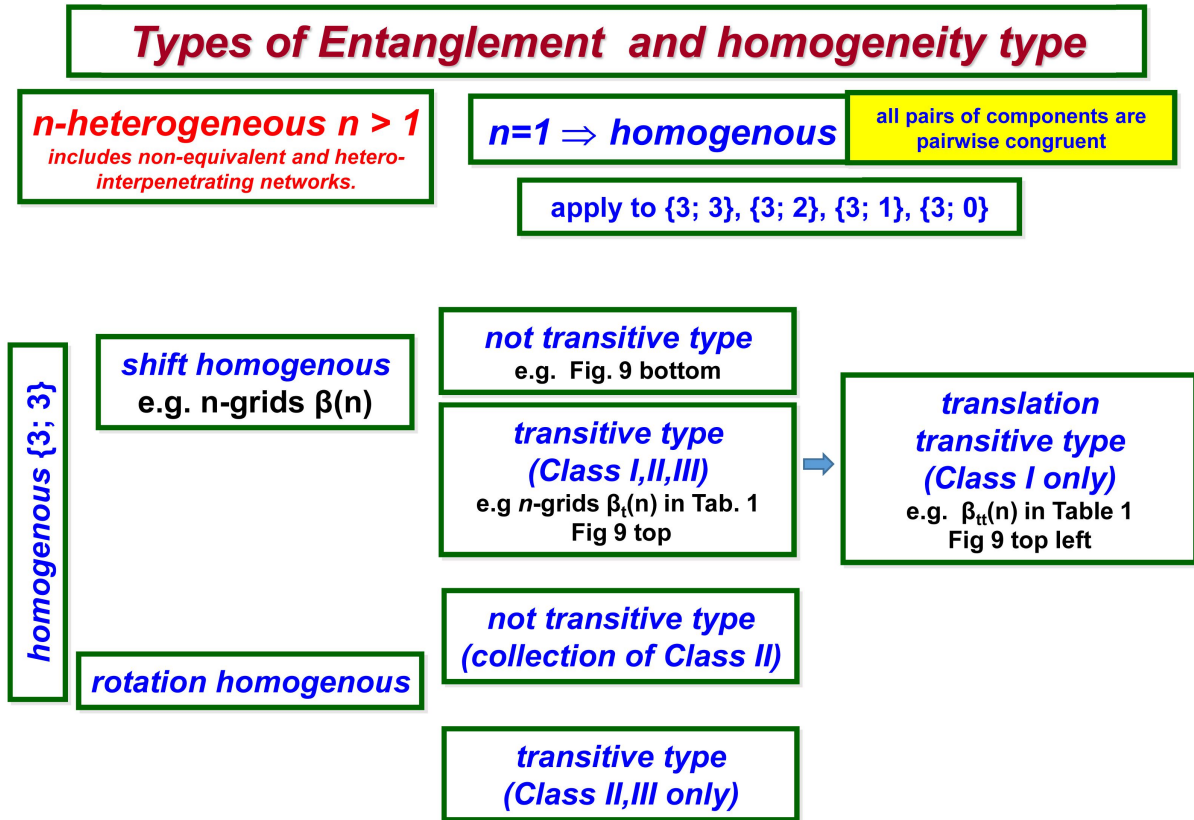 Types of Entanglement and homogeneity type
n-heterogeneous n > 1
includes non-equivalent and hetero-
interpenetrating networks.
n=1 ⇒ homogenous
all pairs of components are
pairwise congruent
apply to {3; 3}, {3; 2}, {3; 1}, {3; 0}
homogenous {3; 3}
shift homogenous
e.g. n-grids β(n)
not transitive type
e.g. Fig. 9 bottom
transitive type
(Class I,II,III)
e.g n-grids βt(n) in Tab. 1
Fig 9 top
translation
transitive type
(Class I only)
e.g. βtt(n) in Table 1
Fig 9 top left
rotation homogenous
not transitive type
(collection of Class II)
transitive type
(Class II,III only)